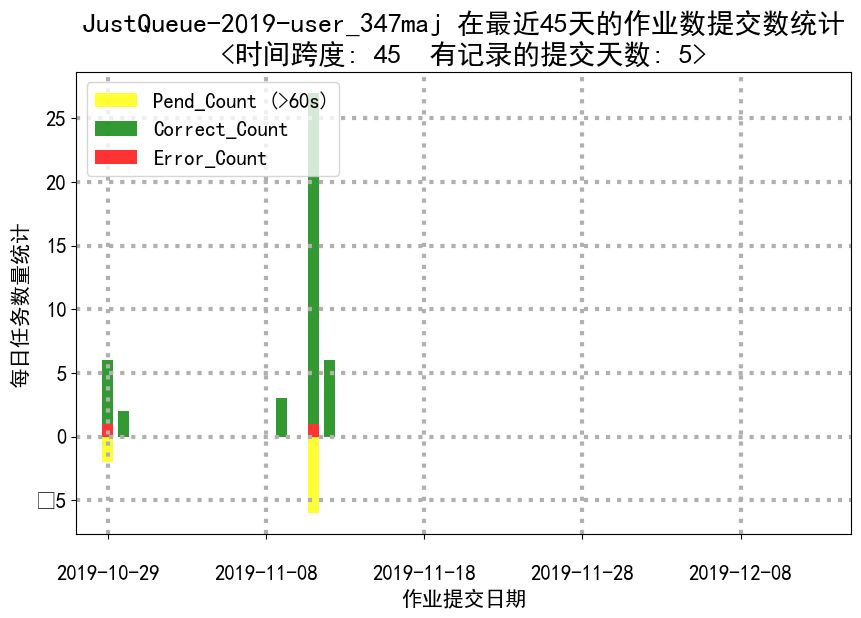 JustQueue-2019-user_347maj 在最近45天的作业数提交数统计
<时间跨度: 45  有记录的提交天数: 5>
Pend_Count (>60s)
Correct_Count
Error_Count
25
20
15
10
5
0
□5
每日任务数量统计
2019-10-29
2019-11-08
2019-11-18
2019-11-28
2019-12-08
作业提交日期